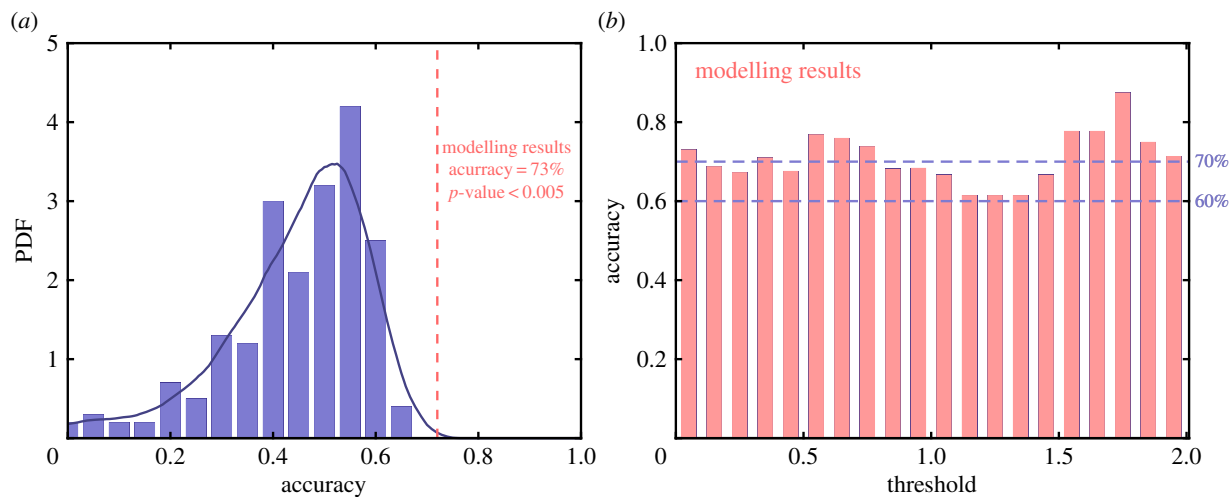 (a)
5
4
3
2
1
PDF
0
0.2
0.4
0.6
0.8
1.0
accuracy
modelling results
acurracy = 73%
p-value < 0.005
(b)
1.0
0.8
0.6
0.4
0.2
accuracy
modelling results
70%
60%
0
0.5
1.0
1.5
2.0
threshold